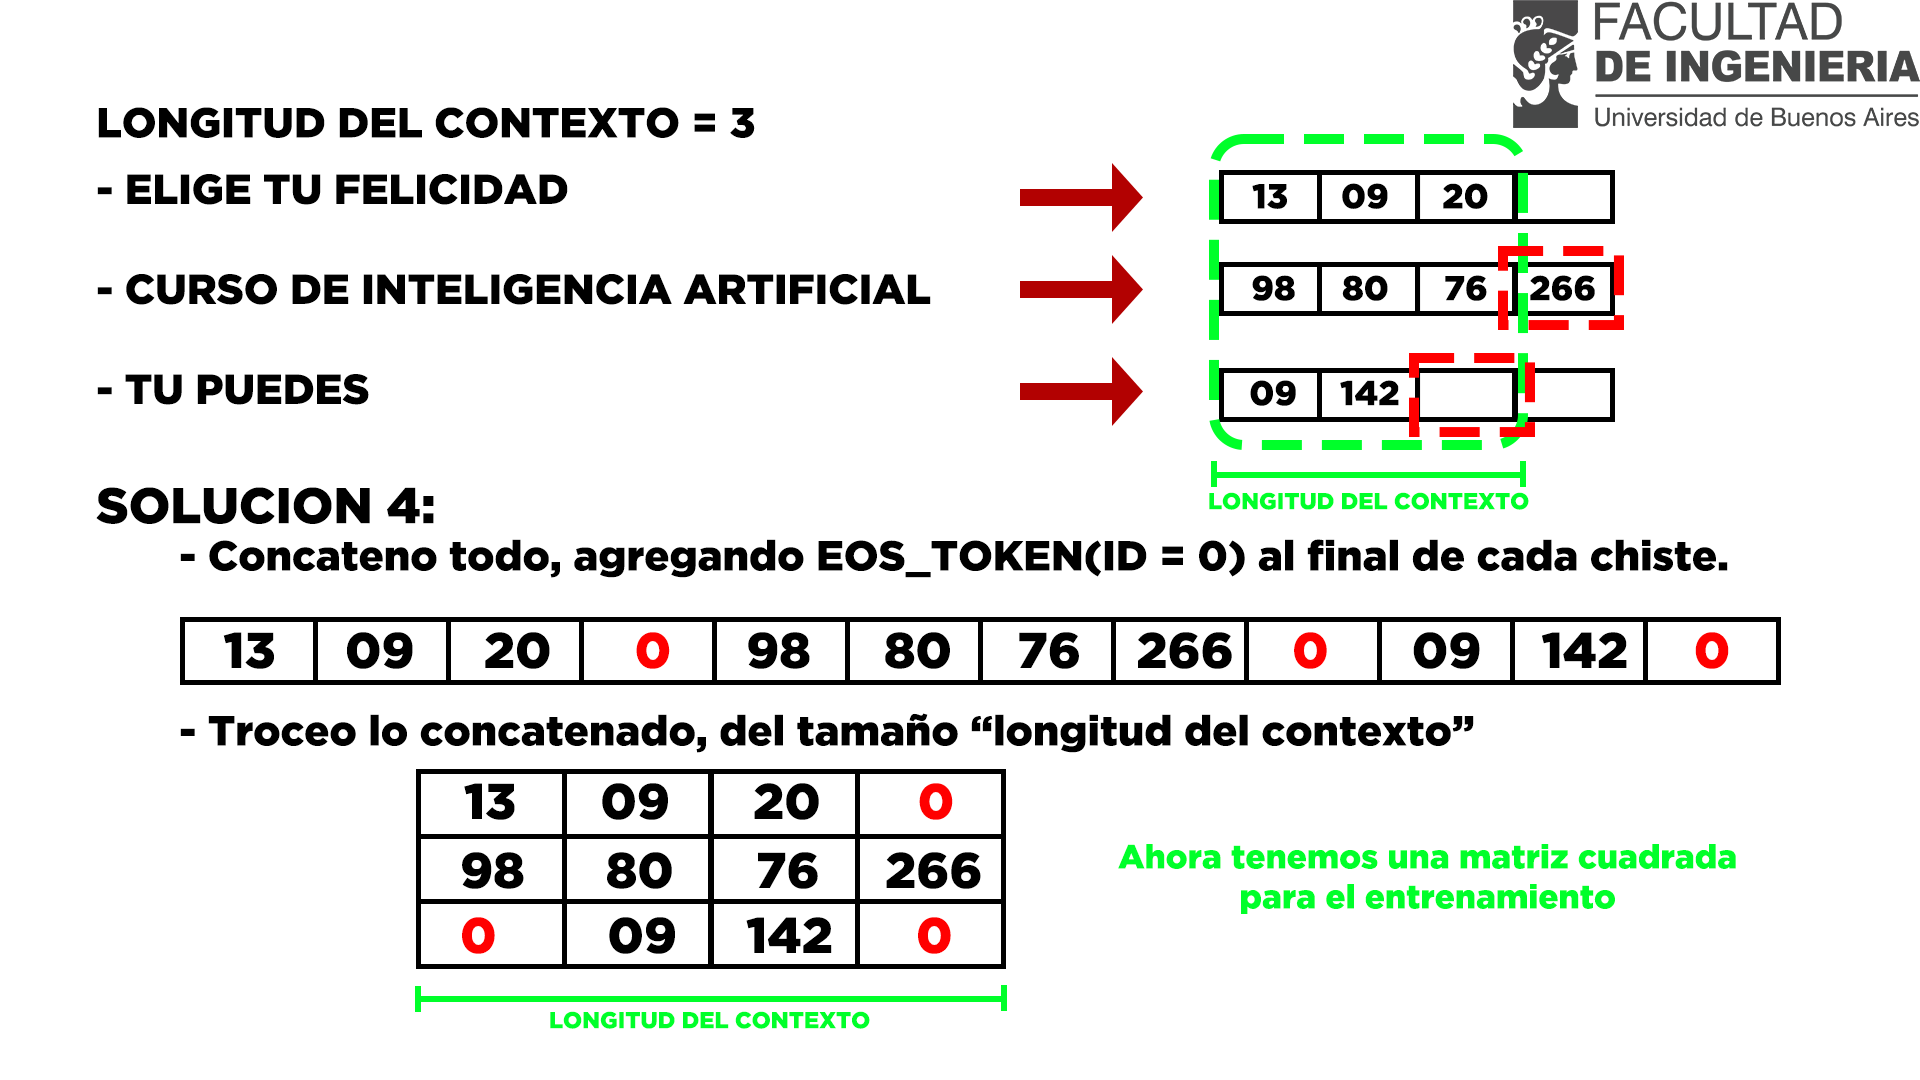 FACULTAD
DE INGENIERIA
Universidad de Buenos Aires
LONGITUD DEL CONTEXTO = 3
- ELIGE TU FELICIDAD
13 09 20
- CURSO DE INTELIGENCIA ARTIFICIAL
98 80 76 266
- TU PUEDES
09 142
LONGITUD DEL CONTEXTO
SOLUCION 4:
- Concateno todo, agregando EOS_TOKEN(ID = 0) al final de cada chiste.
13 09 20 0 98 80 76 266 0 09 142 0
- Troceo lo concatenado, del tamaño “longitud del contexto”
13 09 20 0
98 80 76 266
0 09 142 0
LONGITUD DEL CONTEXTO
Ahora tenemos una matriz cuadrada
para el entrenamiento